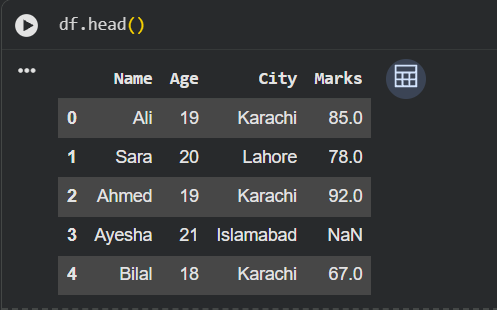 df.head()
Name Age City Marks
0 Ali 19 Karachi 85.0
1 Sara 20 Lahore 78.0
2 Ahmed 19 Karachi 92.0
3 Ayesha 21 Islamabad NaN
4 Bilal 18 Karachi 67.0